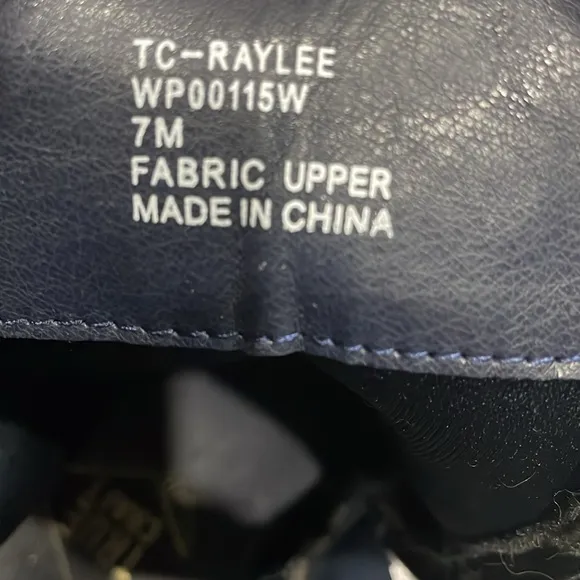 TC-RAYLEE
WP00115W
7M
FABRIC UPPER
MADE IN CHINA